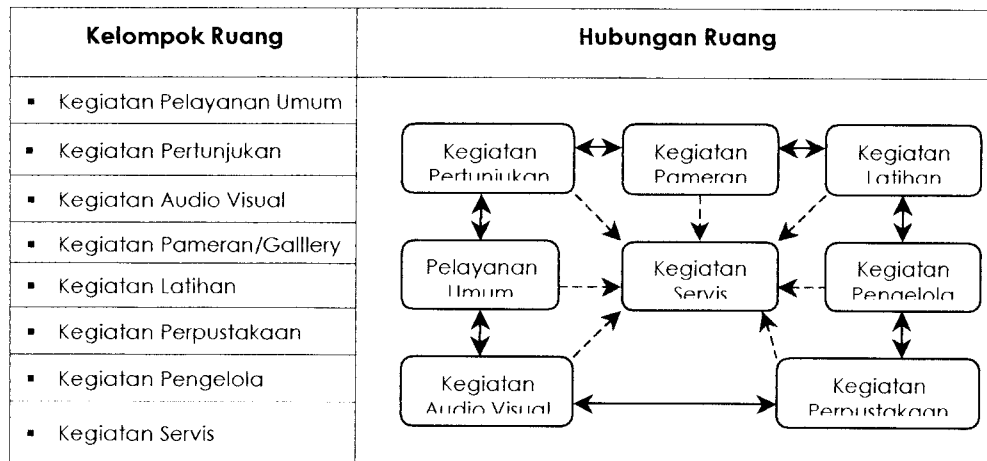 Kelompok Ruang
Hubungan Ruang
▪ Kegiatan Pelayanan Umum
▪ Kegiatan Pertunjukan
▪ Kegiatan Audio Visual
▪ Kegiatan Pameran/Galllery
▪ Kegiatan Latihan
▪ Kegiatan Perpustakaan
▪ Kegiatan Pengelola
▪ Kegiatan Servis
Kegiatan
Pertunjukan
Kegiatan
Pameran
Kegiatan
Latihan
Pelayanan
Umum
Kegiatan
Servis
Kegiatan
Pengelola
Kegiatan
Audio Visual
Kegiatan
Perpustakaan